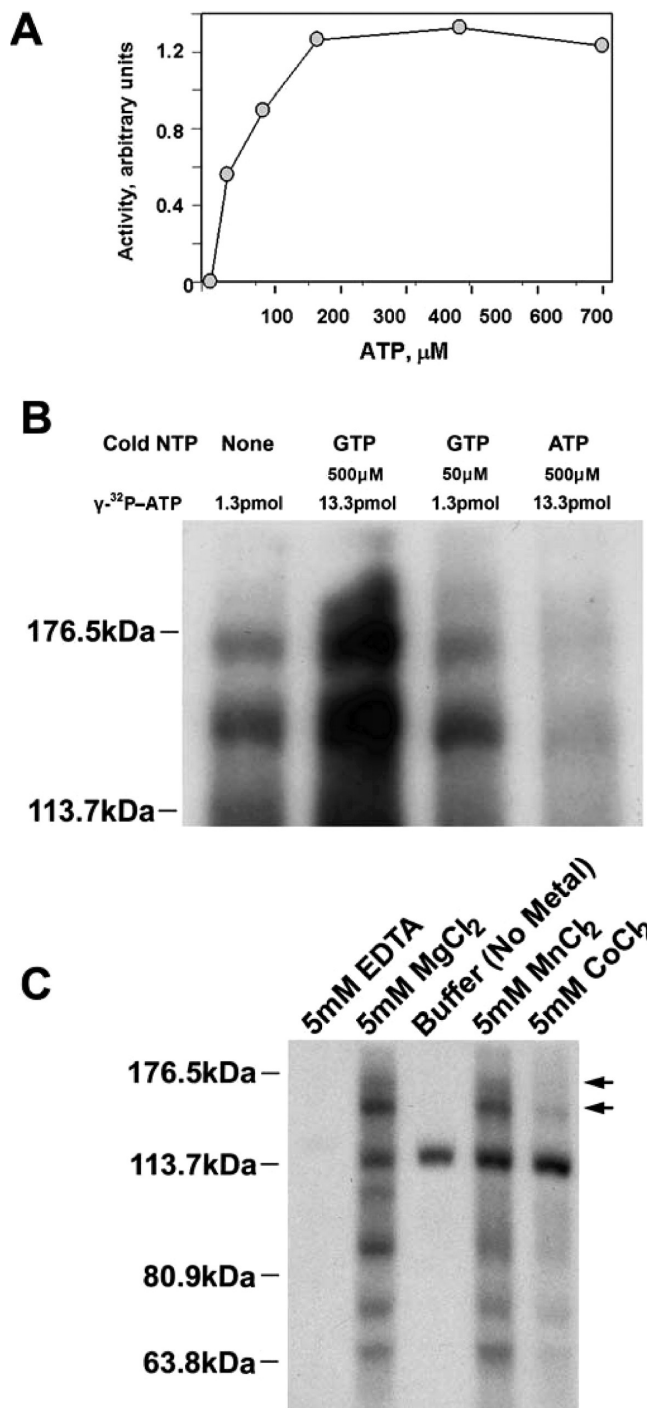 A
Activity, arbitrary units
1.2
0.8
0.4
0
100 200 300 400 500 600 700
ATP, μM
B
Cold NTP None GTP GTP ATP
500μM 50μM 500μM
γ-³²P–ATP 1.3pmol 13.3pmol 1.3pmol 13.3pmol
176.5kDa
113.7kDa
C
5mM EDTA
5mM MgCl₂
Buffer (No Metal)
5mM MnCl₂
5mM CoCl₂
176.5kDa
113.7kDa
80.9kDa
63.8kDa